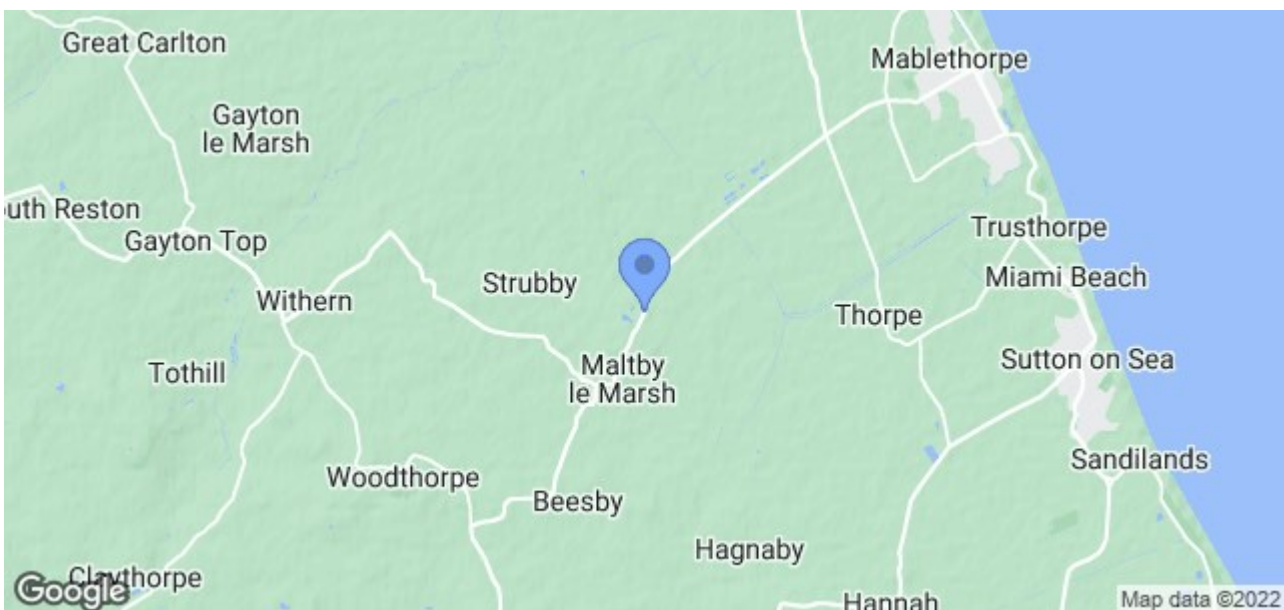 Great Carlton
Mablethorpe
Gayton
le Marsh
outh Reston
Gayton Top
Trusthorpe
Strubby
Miami Beach
Withern
Thorpe
Maltby
le Marsh
Sutton on Sea
Tothill
Woodthorpe
Sandilands
Beesby
Hagnaby
Claythorpe
Google
Hannah
Map data ©2022